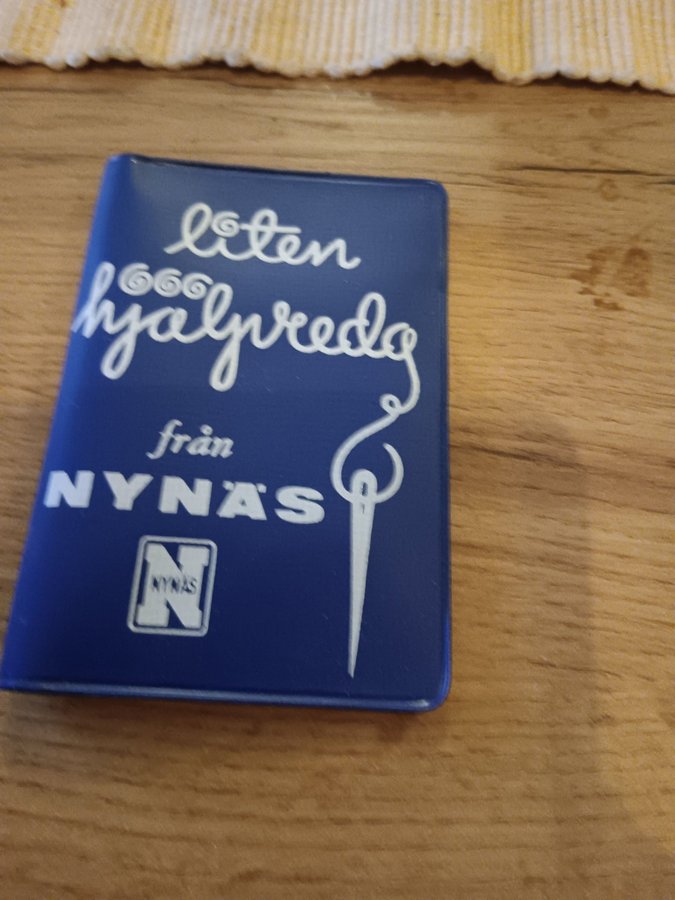 liten
hjälpreda
från
NYNÄS
NYNÄS
N